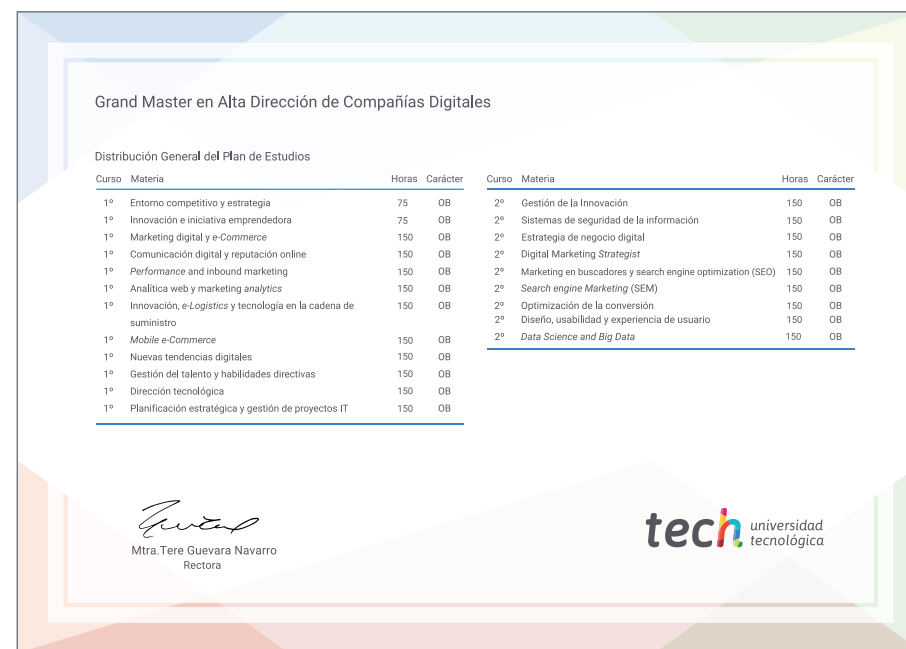 Grand Master en Alta Dirección de Compañías Digitales
Distribución General del Plan de Estudios
Curso Materia Horas Carácter
1º Entorno competitivo y estrategia 75 OB
1º Innovación e iniciativa emprendedora 75 OB
1º Marketing digital y e-Commerce 150 OB
1º Comunicación digital y reputación online 150 OB
1º Performance and inbound marketing 150 OB
1º Analítica web y marketing analytics 150 OB
1º Innovación, e-Logistics y tecnología en la cadena de 150 OB
suministro
1º Mobile e-Commerce 150 OB
1º Nuevas tendencias digitales 150 OB
1º Gestión del talento y habilidades directivas 150 OB
1º Dirección tecnológica 150 OB
1º Planificación estratégica y gestión de proyectos IT 150 OB
Curso Materia Horas Carácter
2º Gestión de la Innovación 150 OB
2º Sistemas de seguridad de la información 150 OB
2º Estrategia de negocio digital 150 OB
2º Digital Marketing Strategist 150 OB
2º Marketing en buscadores y search engine optimization (SEO) 150 OB
2º Search engine Marketing (SEM) 150 OB
2º Optimización de la conversión 150 OB
2º Diseño, usabilidad y experiencia de usuario 150 OB
2º Data Science and Big Data 150 OB
Mtra.Tere Guevara Navarro
Rectora
tech universidad
tecnológica